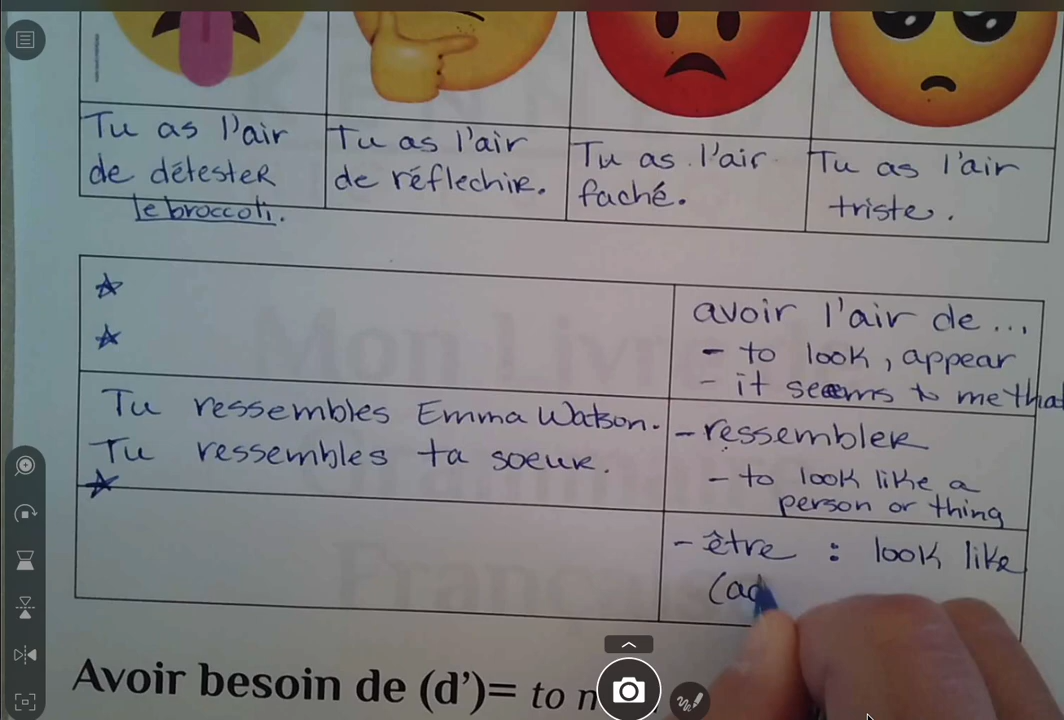 Tu as l'air
de détester
le broccoli.
Tu as l'air
de réflechir.
Tu as l'air
faché.
Tu as l'air
triste.
avoir l'air de...
- to look, appear
- it seems to me that
Tu ressembles Emma Watson.
Tu ressembles ta soeur.
- ressembler
- to look like a
person or thing
- être : look like
(ad
Avoir besoin de (d')= to n